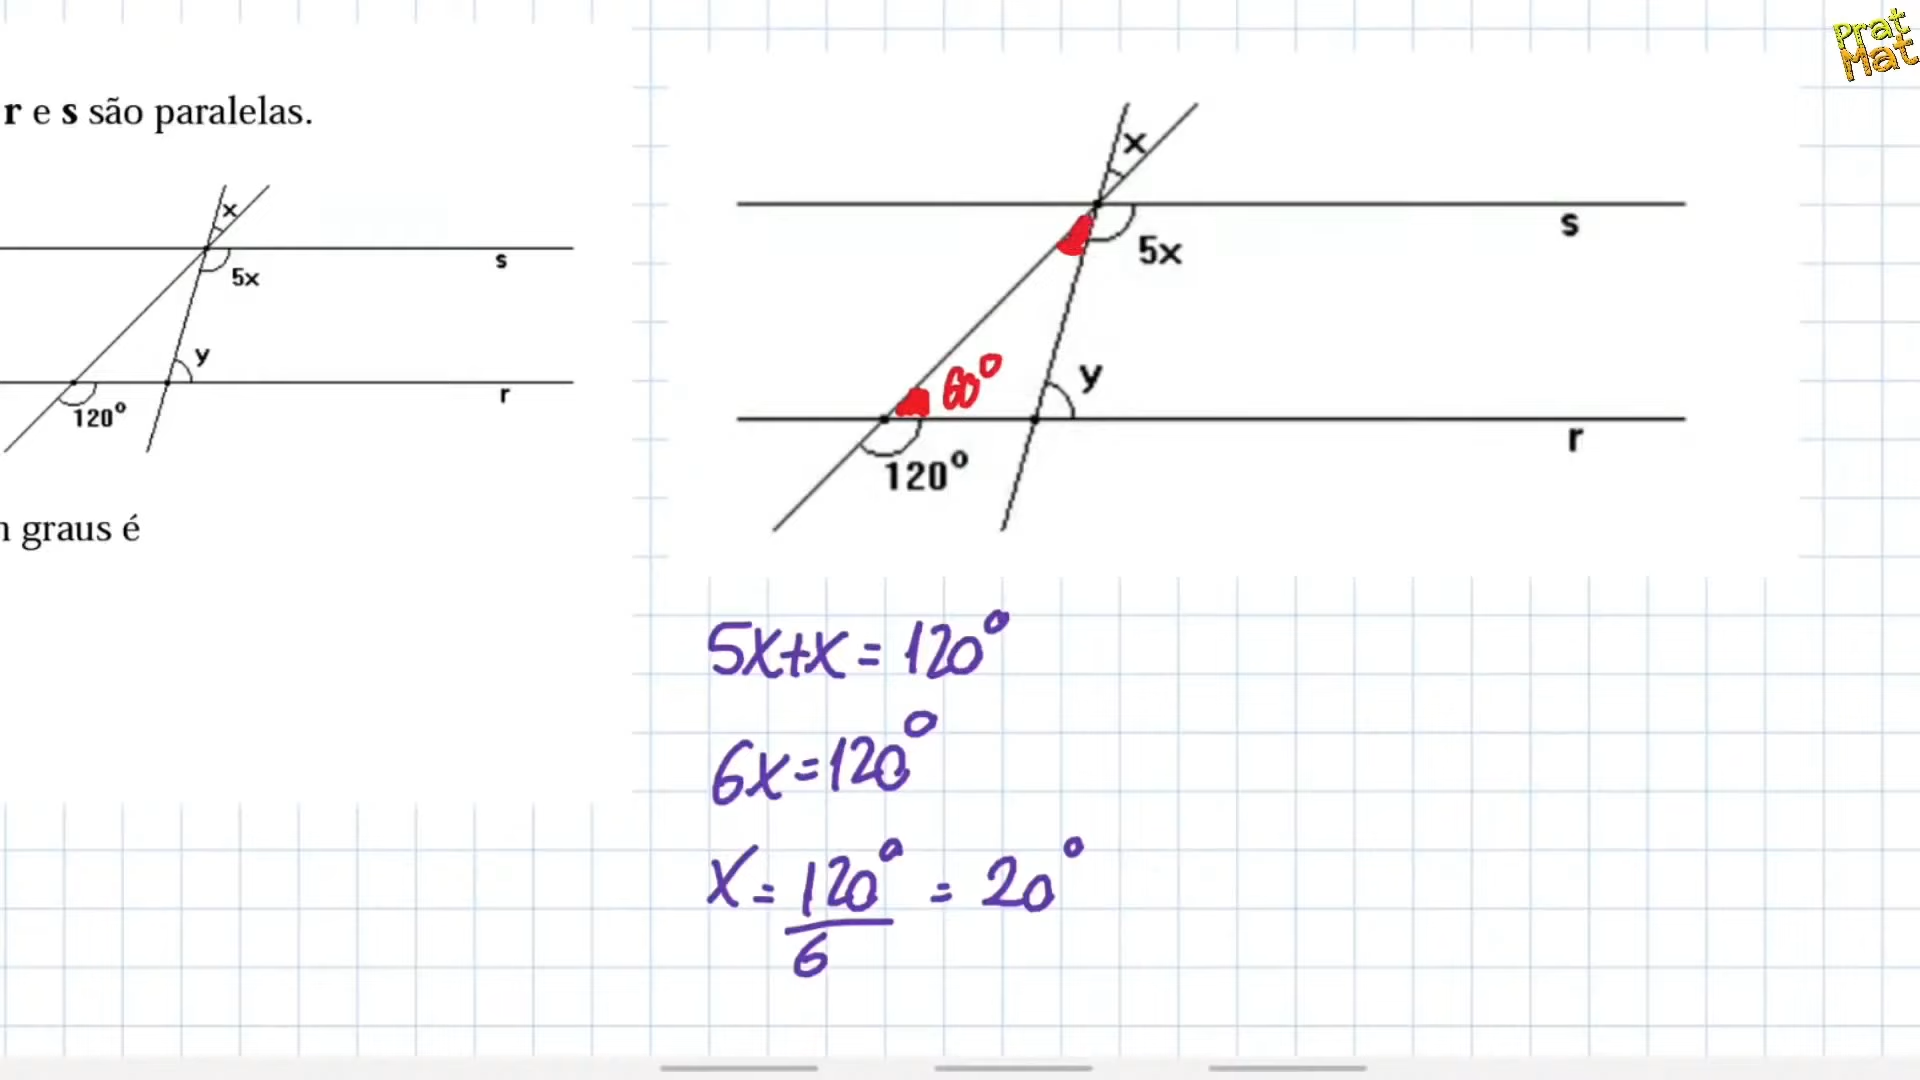 Prat
Mat
r e s são paralelas.
x
s
5x
y
r
120°
graus é
x
s
5x
60°
y
r
120°
5x+x = 120°
6x=120°
x = 120° = 20°
6